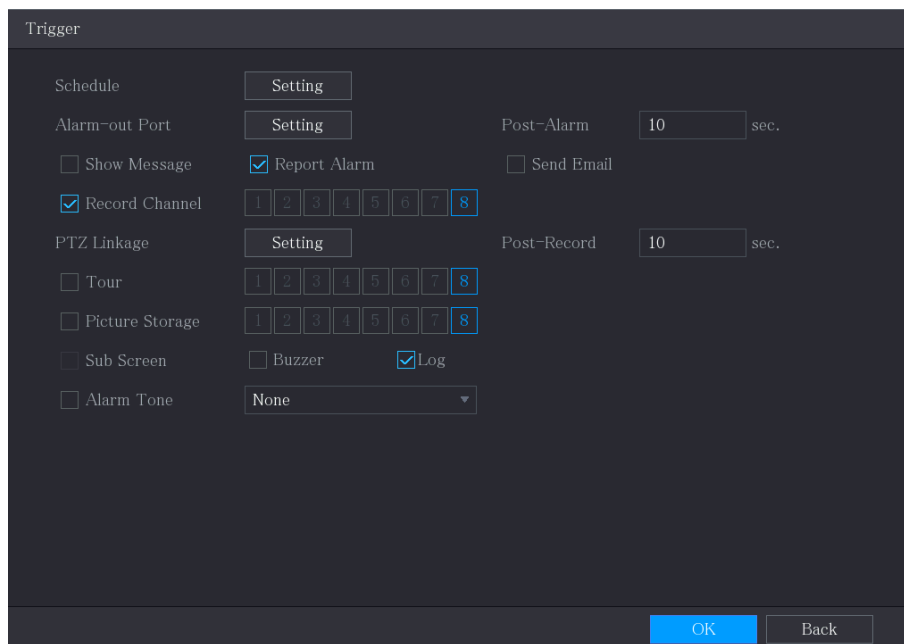 Trigger
Schedule Setting
Alarm-out Port Setting Post-Alarm 10 sec.
Show Message Report Alarm Send Email
Record Channel 1 2 3 4 5 6 7 8
PTZ Linkage Setting Post-Record 10 sec.
Tour 1 2 3 4 5 6 7 8
Picture Storage 1 2 3 4 5 6 7 8
Sub Screen Buzzer Log
Alarm Tone None
OK Back